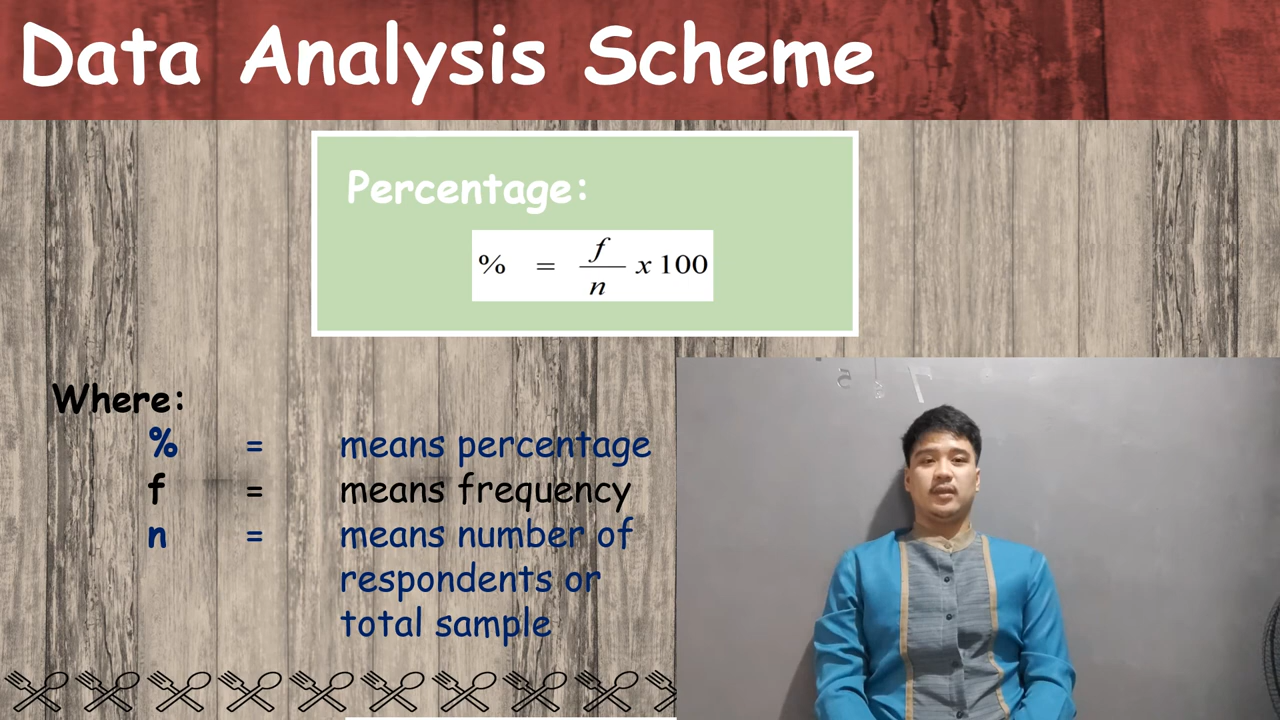 Data Analysis Scheme
Percentage:
% = f/n x 100
Where:
% = means percentage
f = means frequency
n = means number of
respondents or
total sample